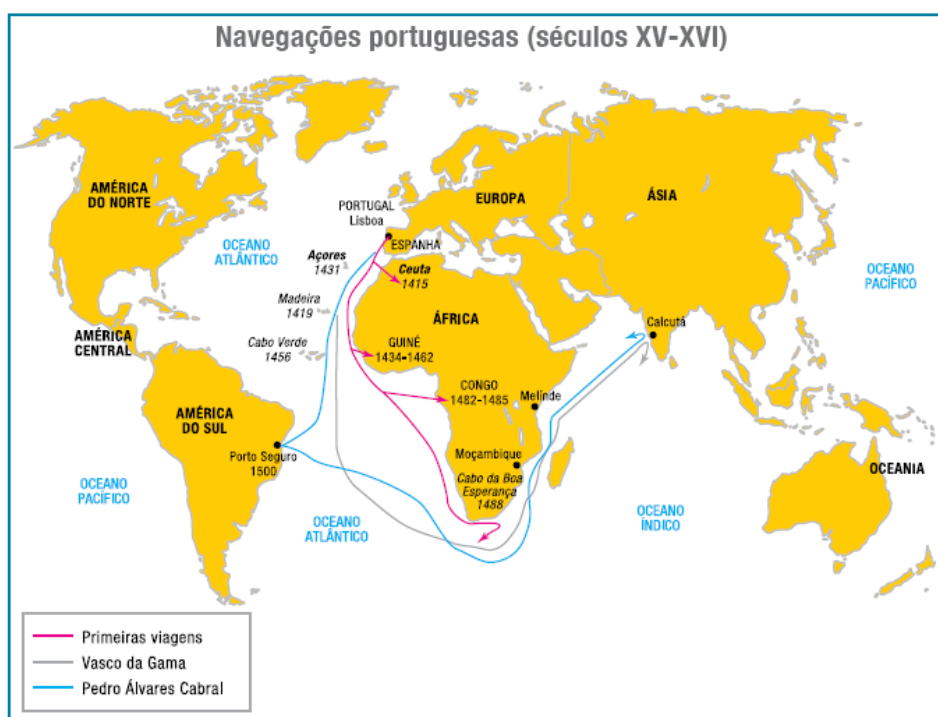 Navegações portuguesas (séculos XV-XVI)
AMÉRICA
DO NORTE
EUROPA
ÁSIA
PORTUGAL
Lisboa
ESPANHA
OCEANO
ATLÂNTICO
Açores
1431
Ceuta
1415
OCEANO
PACÍFICO
Madeira
1419
ÁFRICA
Calcutá
AMÉRICA
CENTRAL
Cabo Verde
1456
GUINÉ
1434-1462
CONGO
1482-1485
Melinde
AMÉRICA
DO SUL
Porto Seguro
1500
Moçambique
Cabo da Boa
Esperança
1488
OCEANIA
OCEANO
PACÍFICO
OCEANO
ATLÂNTICO
OCEANO
ÍNDICO
Primeiras viagens
Vasco da Gama
Pedro Álvares Cabral